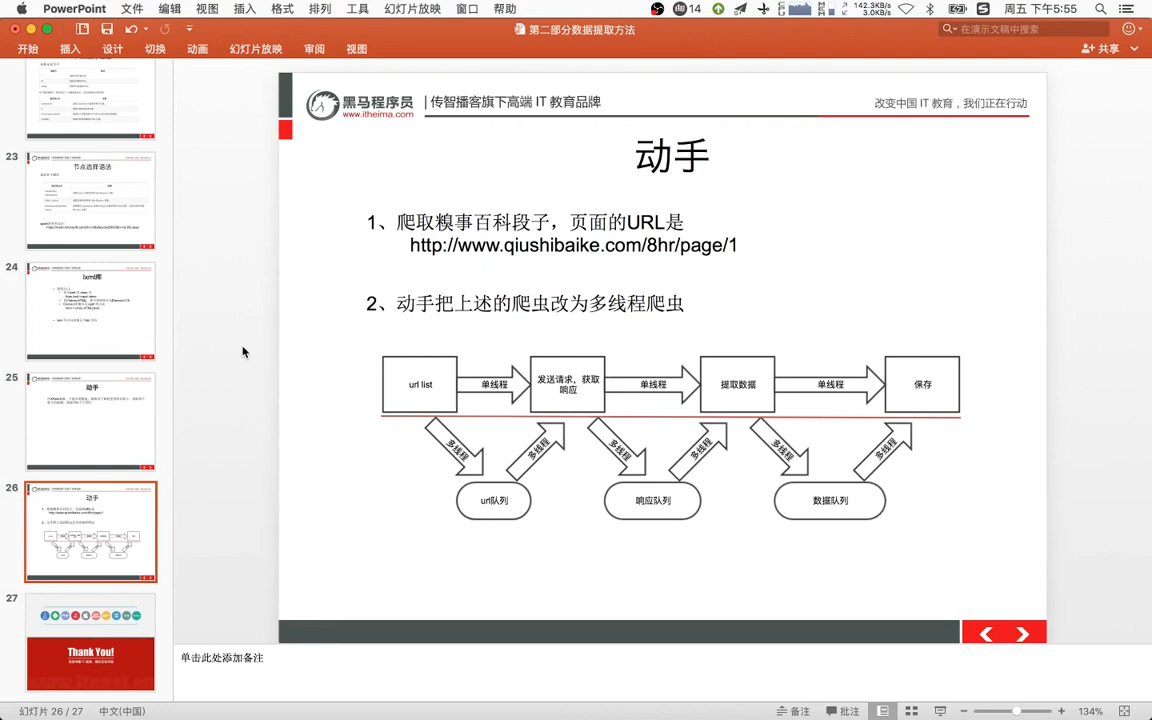 PowerPoint 文件 编辑 视图 插入 格式 排列 工具 幻灯片放映 窗口 帮助 14 142.3KB/s 3.0KB/s 周五 下午5:55
第二部分数据提取方法
在演示文稿中搜索
开始 插入 设计 切换 动画 幻灯片放映 审阅 视图 共享
23
节点选择语法
24
lxml库
25
动手
26
动手
27
Thank You!
黑马程序员
www.itheima.com
传智播客旗下高端 IT 教育品牌
改变中国 IT 教育，我们正在行动
动手
1、爬取糗事百科段子，页面的URL是
http://www.qiushibaike.com/8hr/page/1
2、动手把上述的爬虫改为多线程爬虫
url list 单线程 发送请求，获取响应 单线程 提取数据 单线程 保存
多线程 多线程 多线程 多线程 多线程 多线程
url队列 响应队列 数据队列
单击此处添加备注
幻灯片 26 / 27 中文(中国) 备注 批注 134%